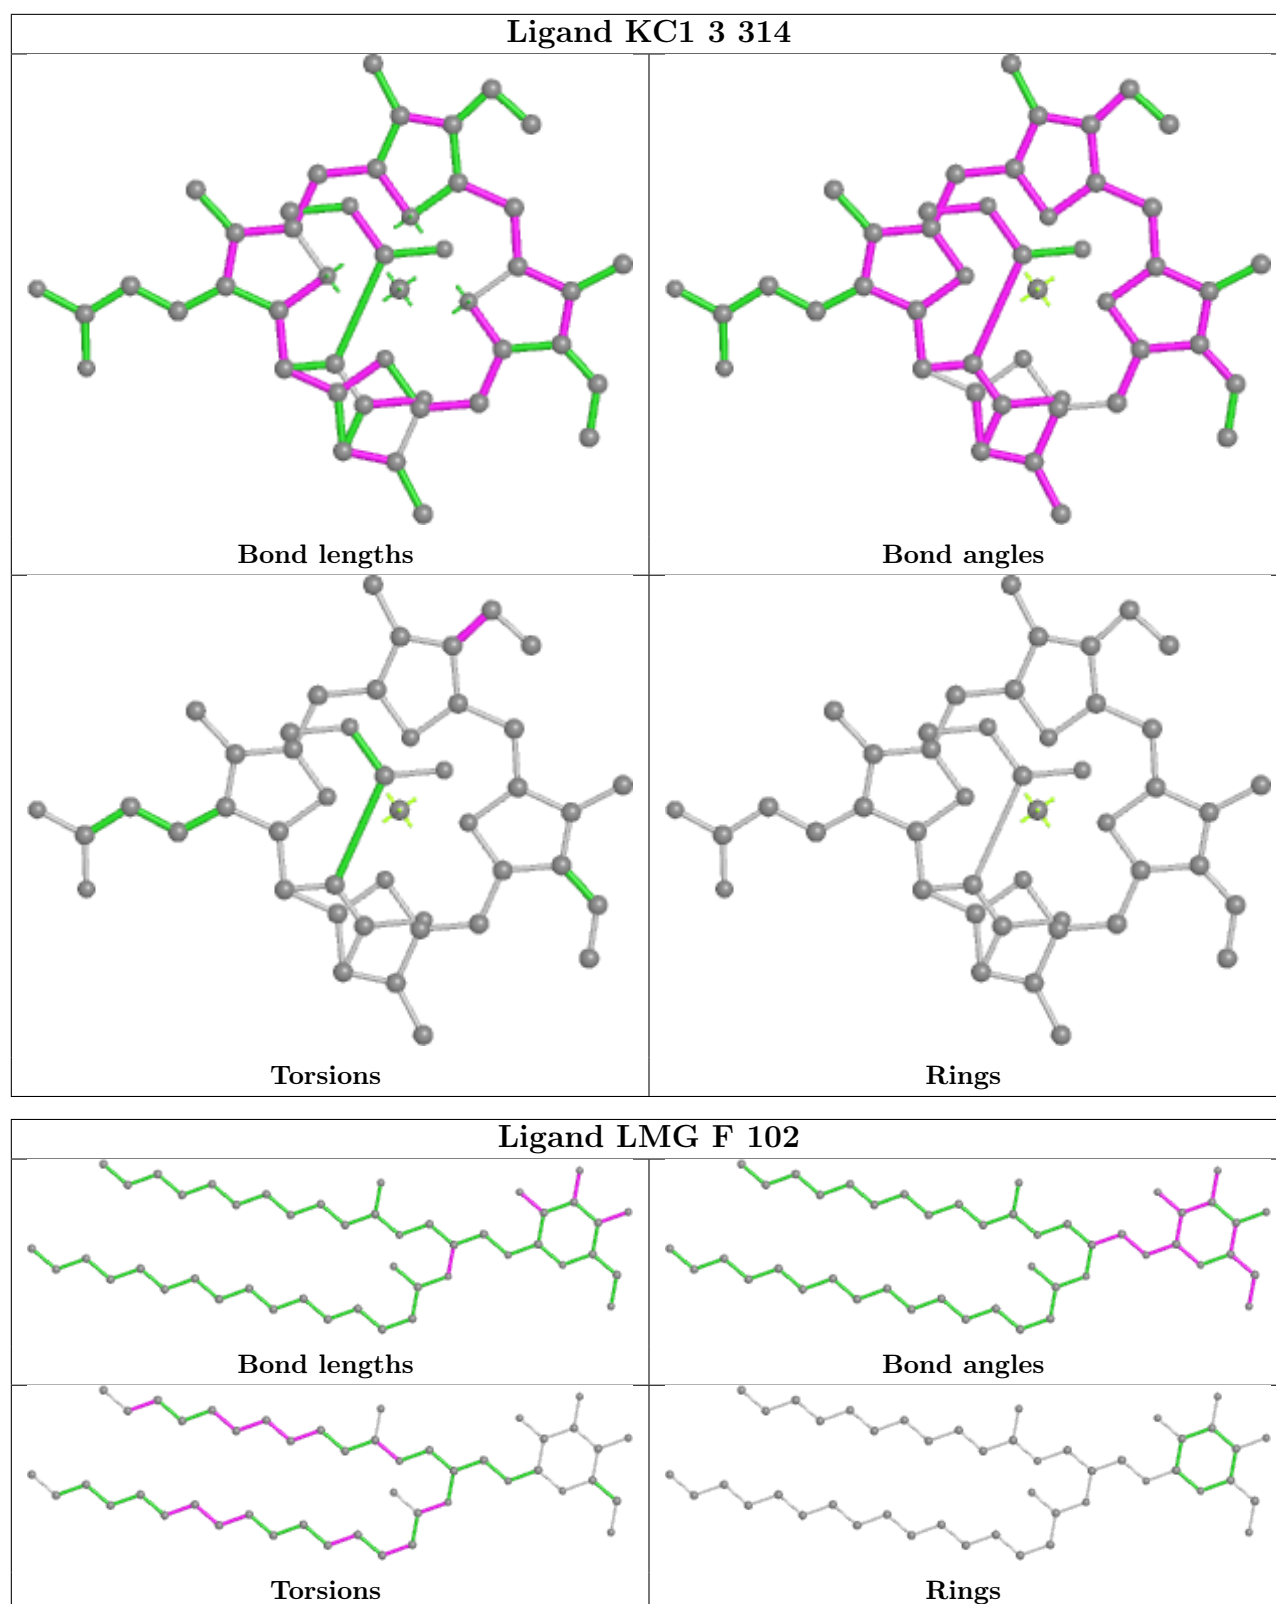 Ligand KC1 3 314
Bond lengths
Bond angles
Torsions
Rings
Ligand LMG F 102
Bond lengths
Bond angles
Torsions
Rings